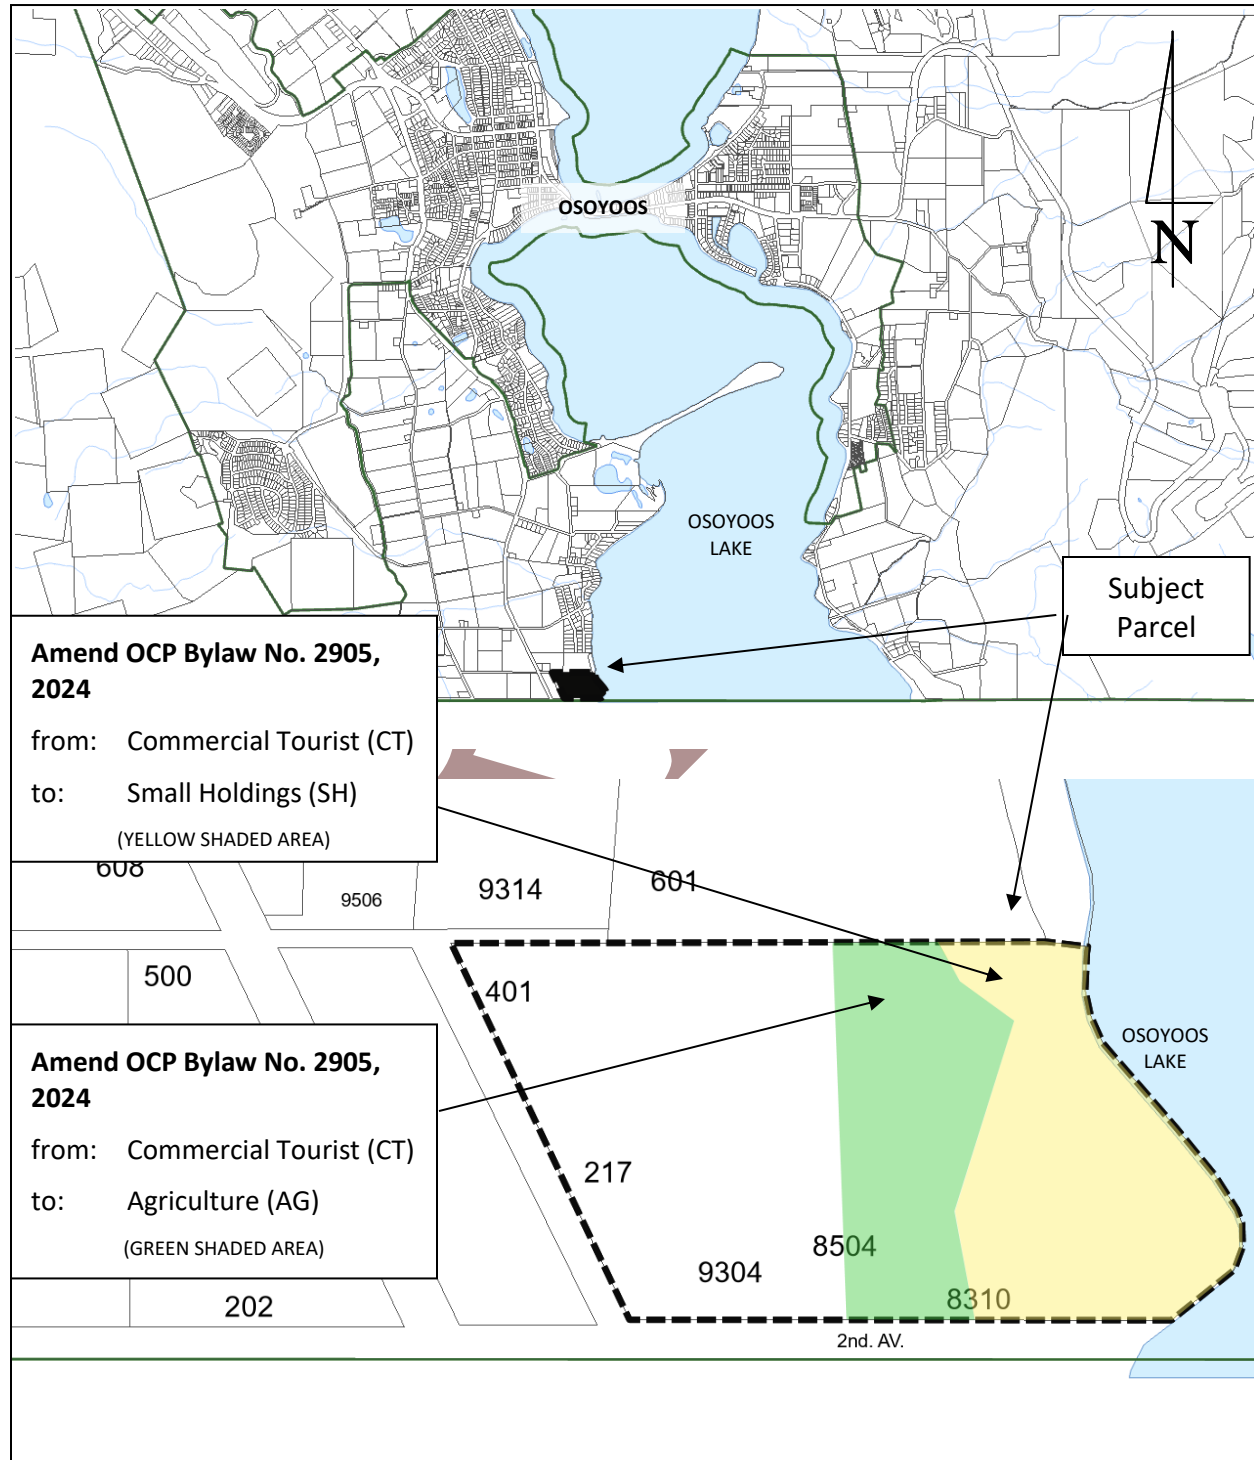 OSOYOOS
N
OSOYOOS
LAKE
Subject
Parcel
Amend OCP Bylaw No. 2905,
2024
from: Commercial Tourist (CT)
to: Small Holdings (SH)
(YELLOW SHADED AREA)
608
9506
9314
601
500
401
OSOYOOS
LAKE
Amend OCP Bylaw No. 2905,
2024
from: Commercial Tourist (CT)
to: Agriculture (AG)
(GREEN SHADED AREA)
217
8504
9304
8310
202
2nd. AV.